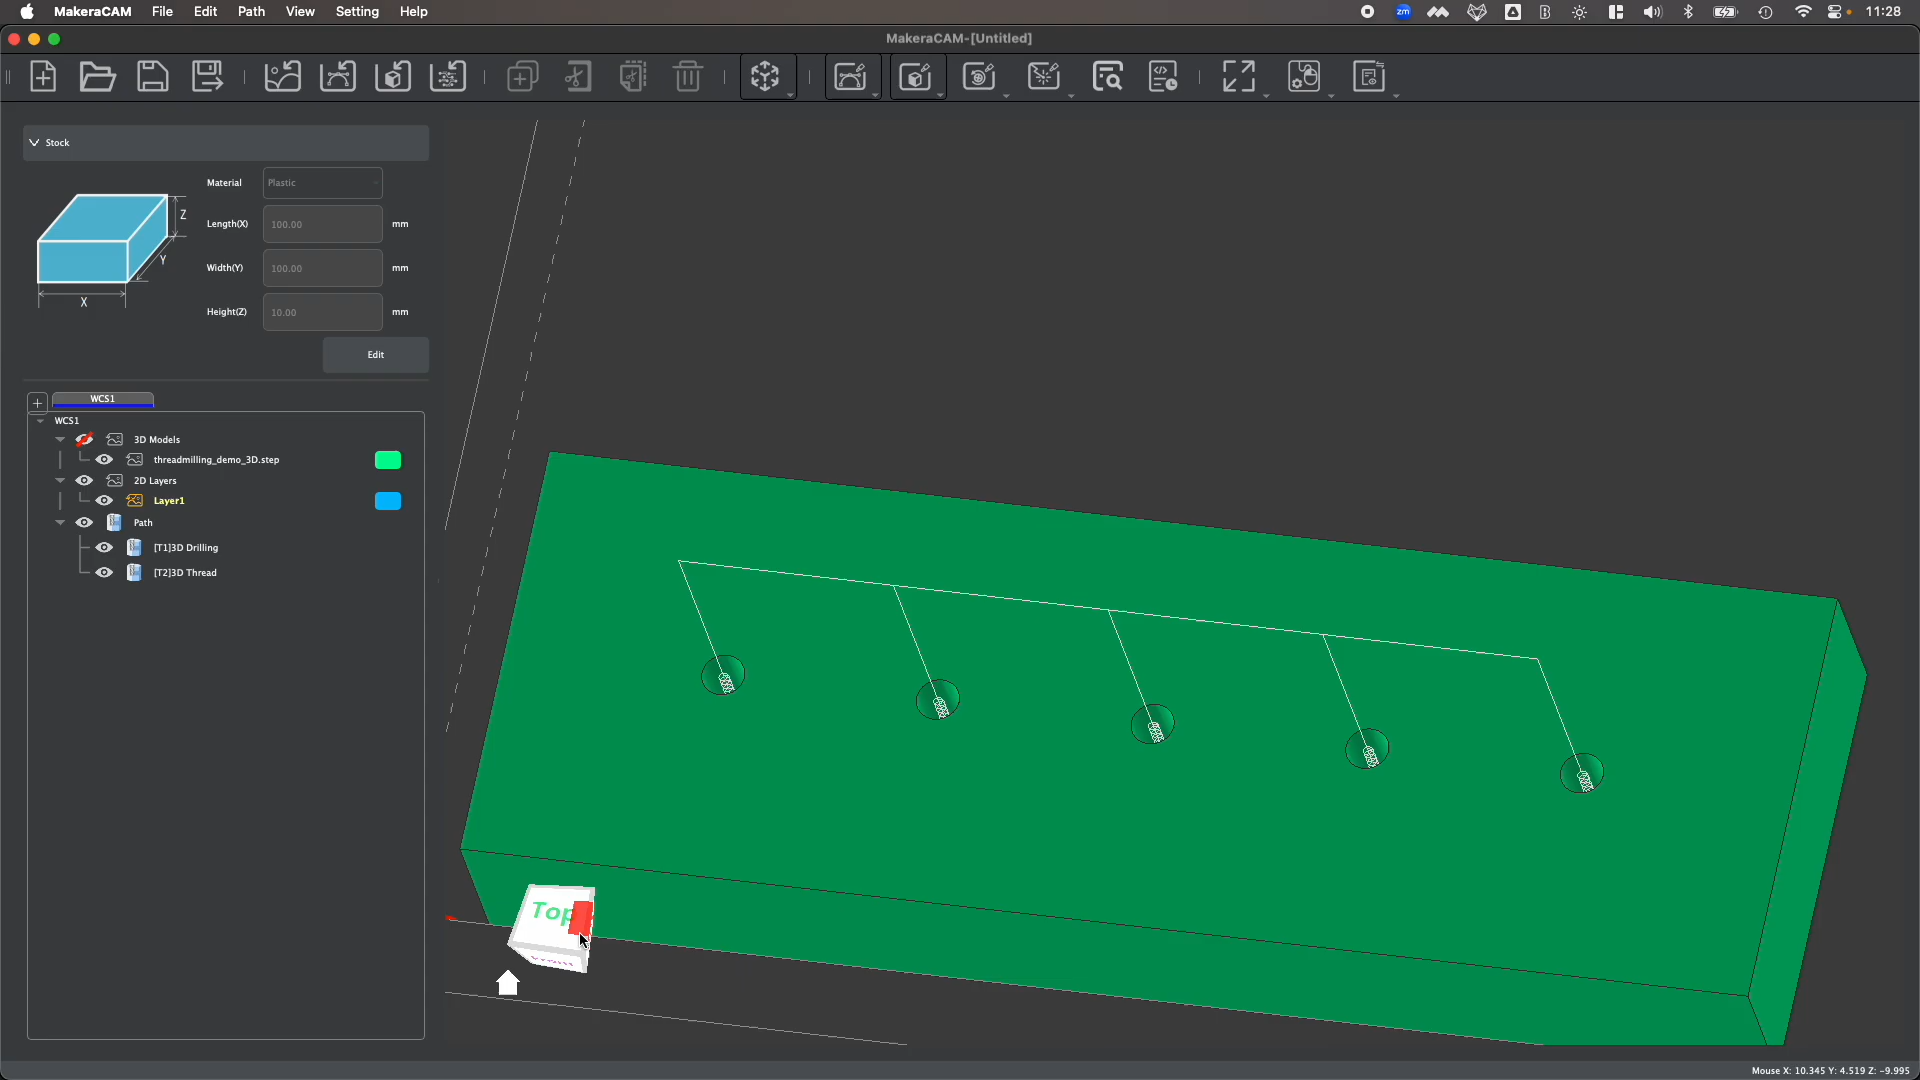 MakeraCAM File Edit Path View Setting Help
zm
11:28
MakeraCAM-[Untitled]
Stock
Material Plastic
Length(X) 100.00 mm
Width(Y) 100.00 mm
Height(Z) 10.00 mm
Z
Y
X
Edit
+ WCS1
WCS1
3D Models
threadmilling_demo_3D.step
2D Layers
Layer1
Path
[T1]3D Drilling
[T2]3D Thread
Top
Mouse X: 10.345 Y: 4.519 Z: -9.995